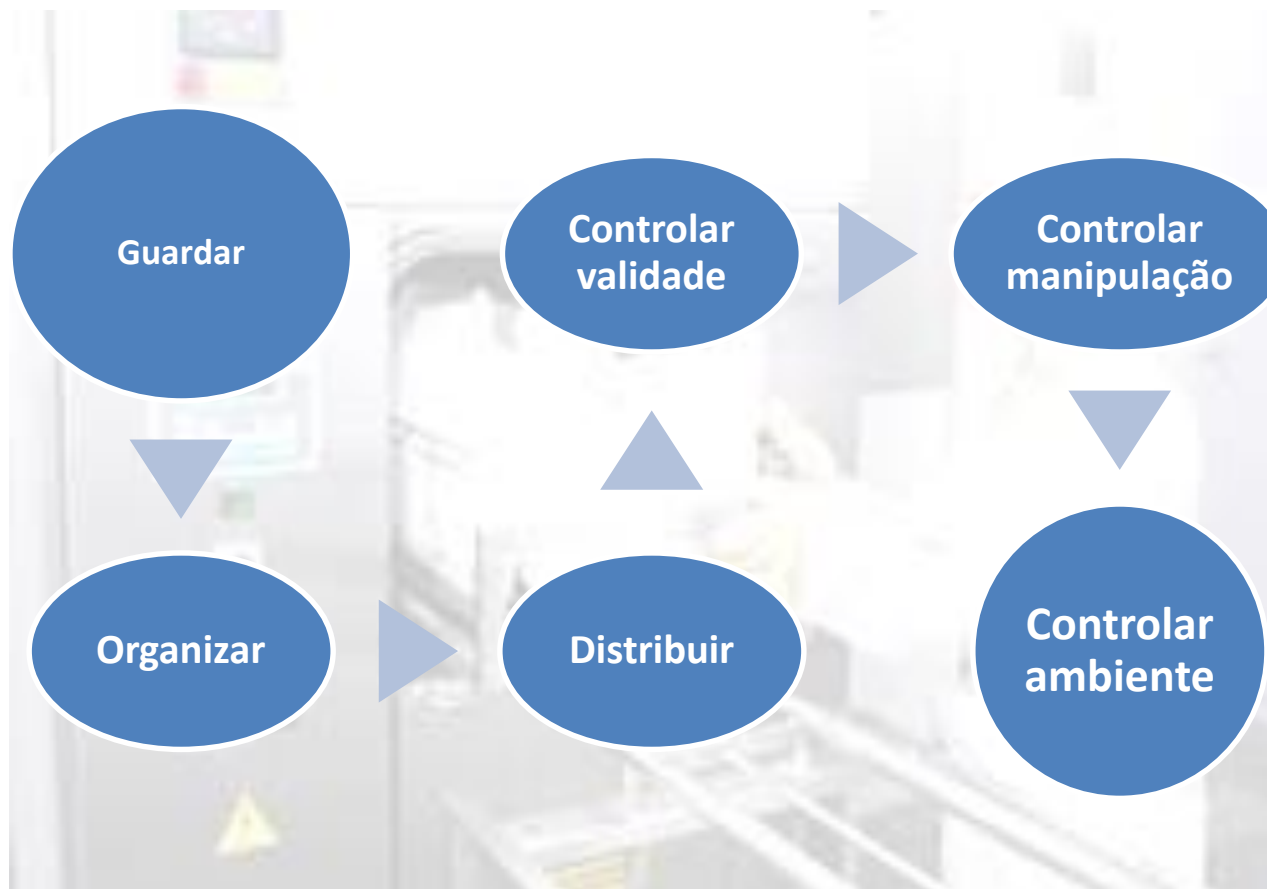 Guardar
Organizar
Distribuir
Controlar
validade
Controlar
manipulação
Controlar
ambiente